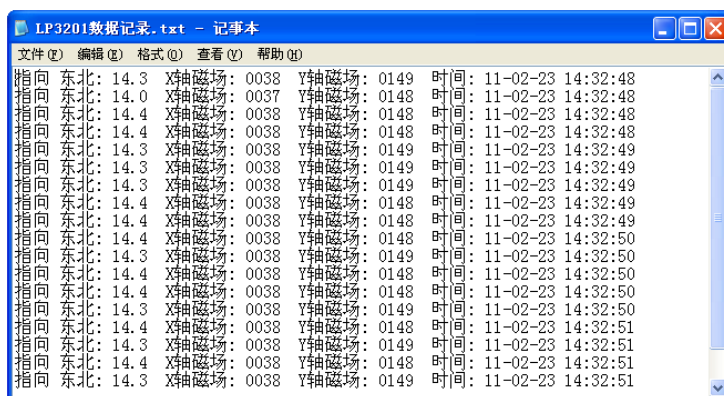 LP3201数据记录.txt - 记事本
文件(F) 编辑(E) 格式(O) 查看(V) 帮助(H)
指向 东北: 14.3 X轴磁场: 0038 Y轴磁场: 0149 时间: 11-02-23 14:32:48
指向 东北: 14.0 X轴磁场: 0037 Y轴磁场: 0149 时间: 11-02-23 14:32:48
指向 东北: 14.4 X轴磁场: 0038 Y轴磁场: 0148 时间: 11-02-23 14:32:48
指向 东北: 14.4 X轴磁场: 0038 Y轴磁场: 0148 时间: 11-02-23 14:32:48
指向 东北: 14.3 X轴磁场: 0038 Y轴磁场: 0149 时间: 11-02-23 14:32:49
指向 东北: 14.3 X轴磁场: 0038 Y轴磁场: 0149 时间: 11-02-23 14:32:49
指向 东北: 14.3 X轴磁场: 0038 Y轴磁场: 0149 时间: 11-02-23 14:32:49
指向 东北: 14.4 X轴磁场: 0038 Y轴磁场: 0148 时间: 11-02-23 14:32:49
指向 东北: 14.3 X轴磁场: 0038 Y轴磁场: 0149 时间: 11-02-23 14:32:49
指向 东北: 14.4 X轴磁场: 0038 Y轴磁场: 0148 时间: 11-02-23 14:32:50
指向 东北: 14.3 X轴磁场: 0038 Y轴磁场: 0149 时间: 11-02-23 14:32:50
指向 东北: 14.4 X轴磁场: 0038 Y轴磁场: 0148 时间: 11-02-23 14:32:50
指向 东北: 14.4 X轴磁场: 0038 Y轴磁场: 0148 时间: 11-02-23 14:32:50
指向 东北: 14.3 X轴磁场: 0038 Y轴磁场: 0149 时间: 11-02-23 14:32:50
指向 东北: 14.4 X轴磁场: 0038 Y轴磁场: 0148 时间: 11-02-23 14:32:51
指向 东北: 14.3 X轴磁场: 0038 Y轴磁场: 0149 时间: 11-02-23 14:32:51
指向 东北: 14.4 X轴磁场: 0038 Y轴磁场: 0148 时间: 11-02-23 14:32:51
指向 东北: 14.3 X轴磁场: 0038 Y轴磁场: 0149 时间: 11-02-23 14:32:51